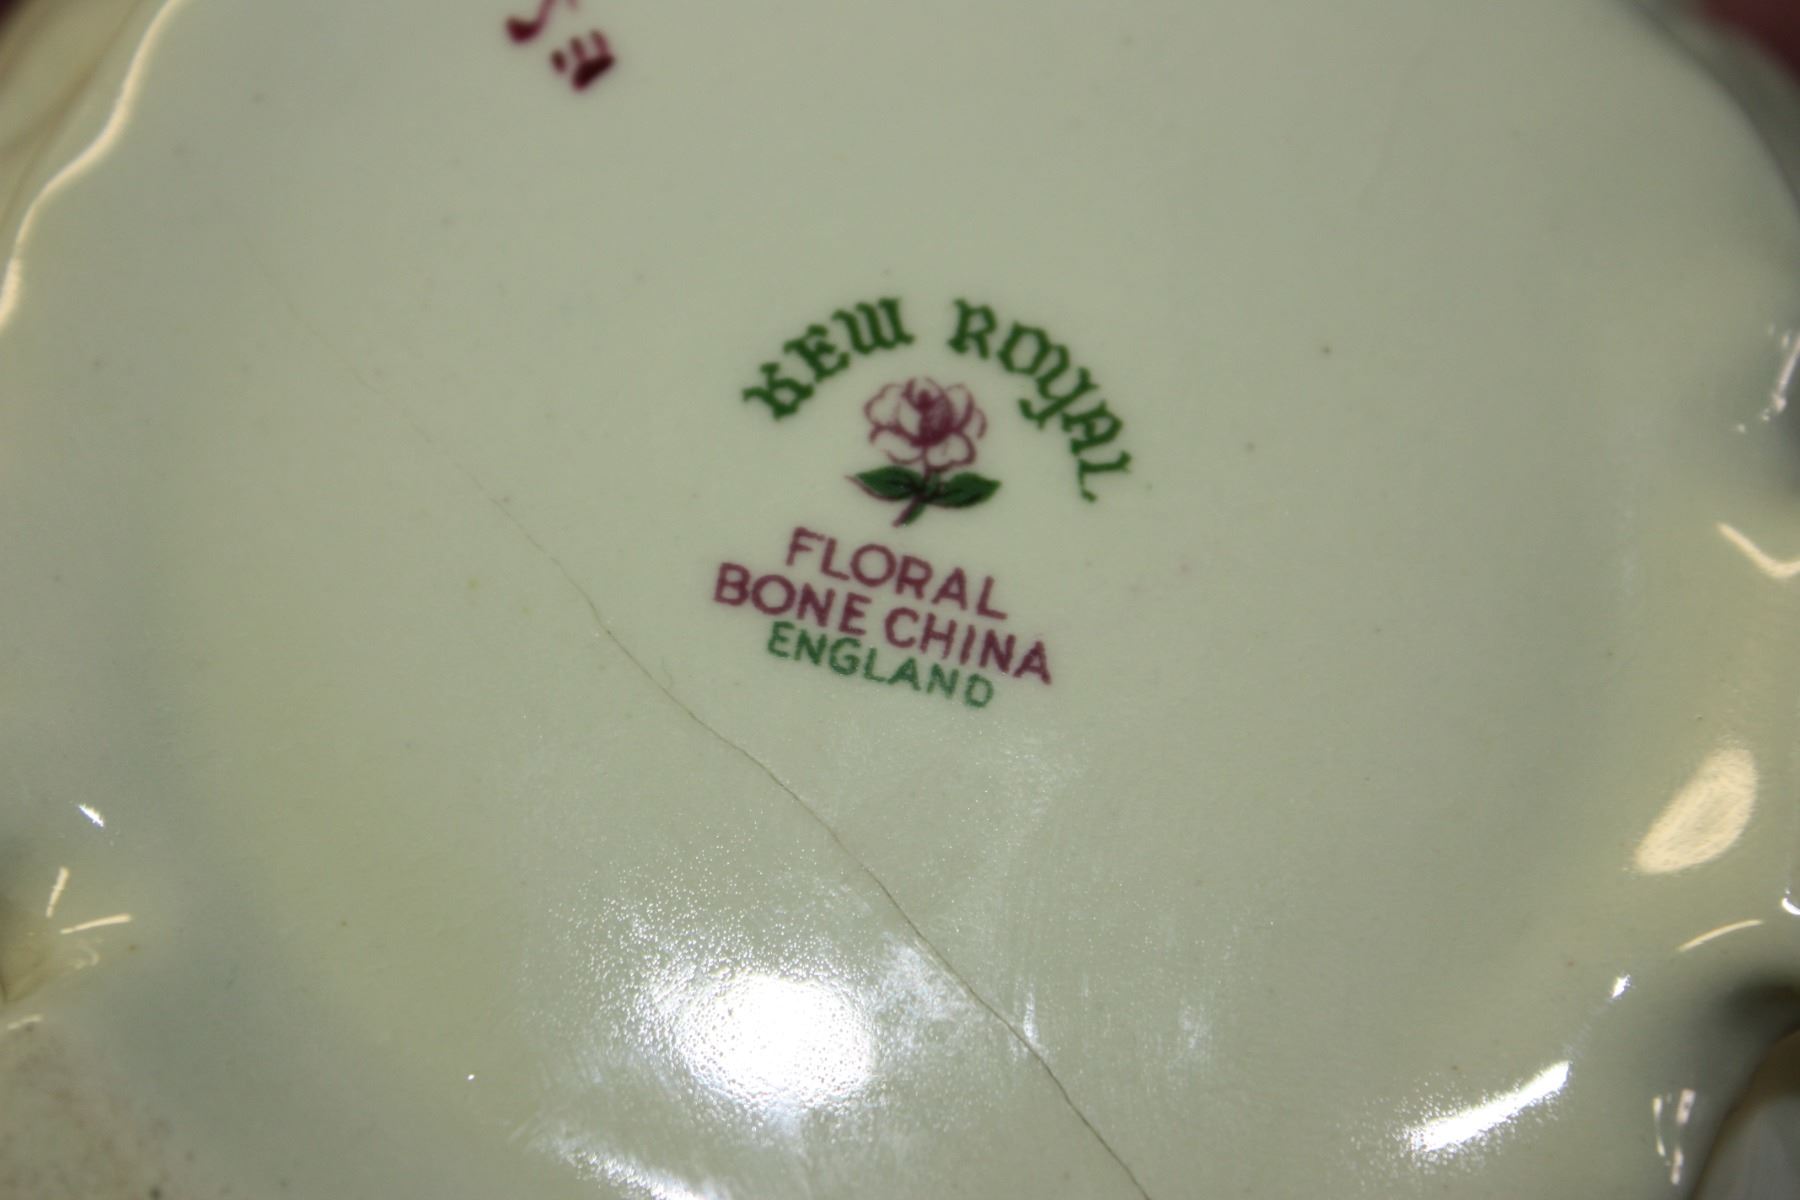 KEW ROYAL
FLORAL
BONE CHINA
ENGLAND